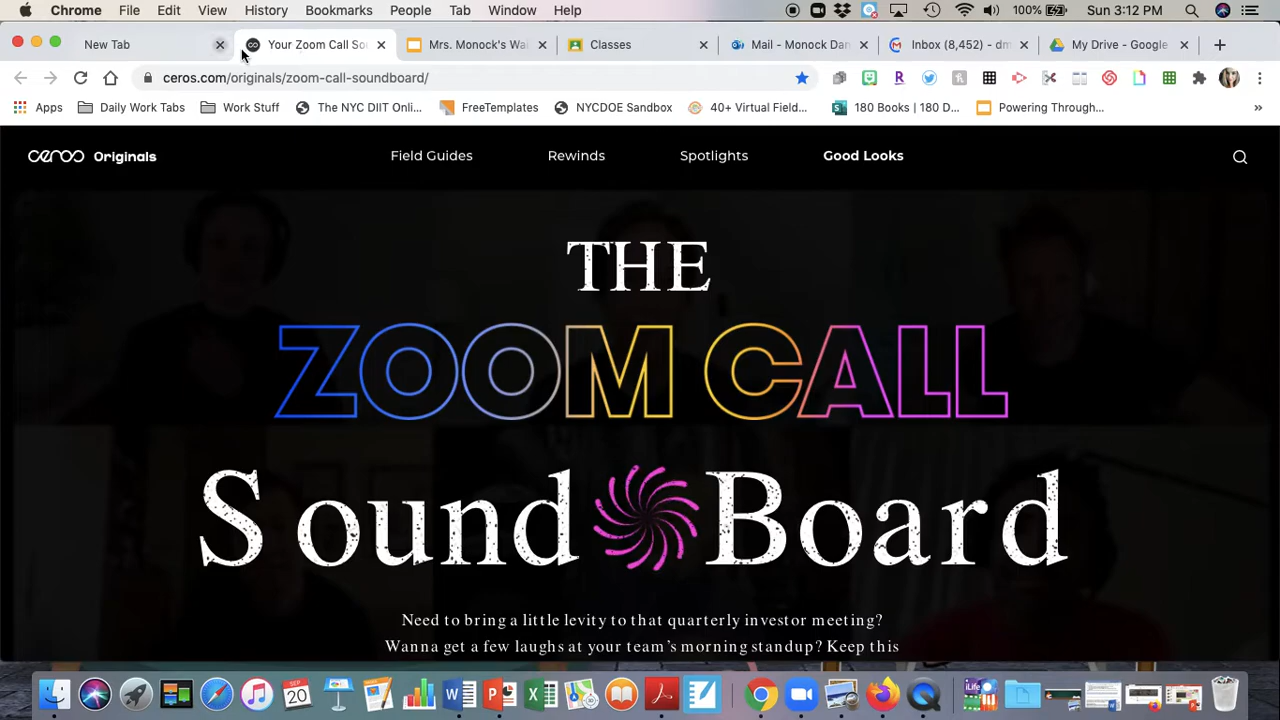 Chrome File Edit View History Bookmarks People Tab Window Help 100% Sun 3:12 PM
New Tab Your Zoom Call So Mrs. Monock's Wai Classes Mail - Monock Dan Inbox (8,452) - dm My Drive - Google
ceros.com/originals/zoom-call-soundboard/
Apps Daily Work Tabs Work Stuff The NYC DIIT Onli... FreeTemplates NYCDOE Sandbox 40+ Virtual Field... 180 Books | 180 D... Powering Through... »
ceros Originals Field Guides Rewinds Spotlights Good Looks
THE
ZOOM CALL
Sound Board
Need to bring a little levity to that quarterly investor meeting?
Wanna get a few laughs at your team's morning standup? Keep this
SEP
20